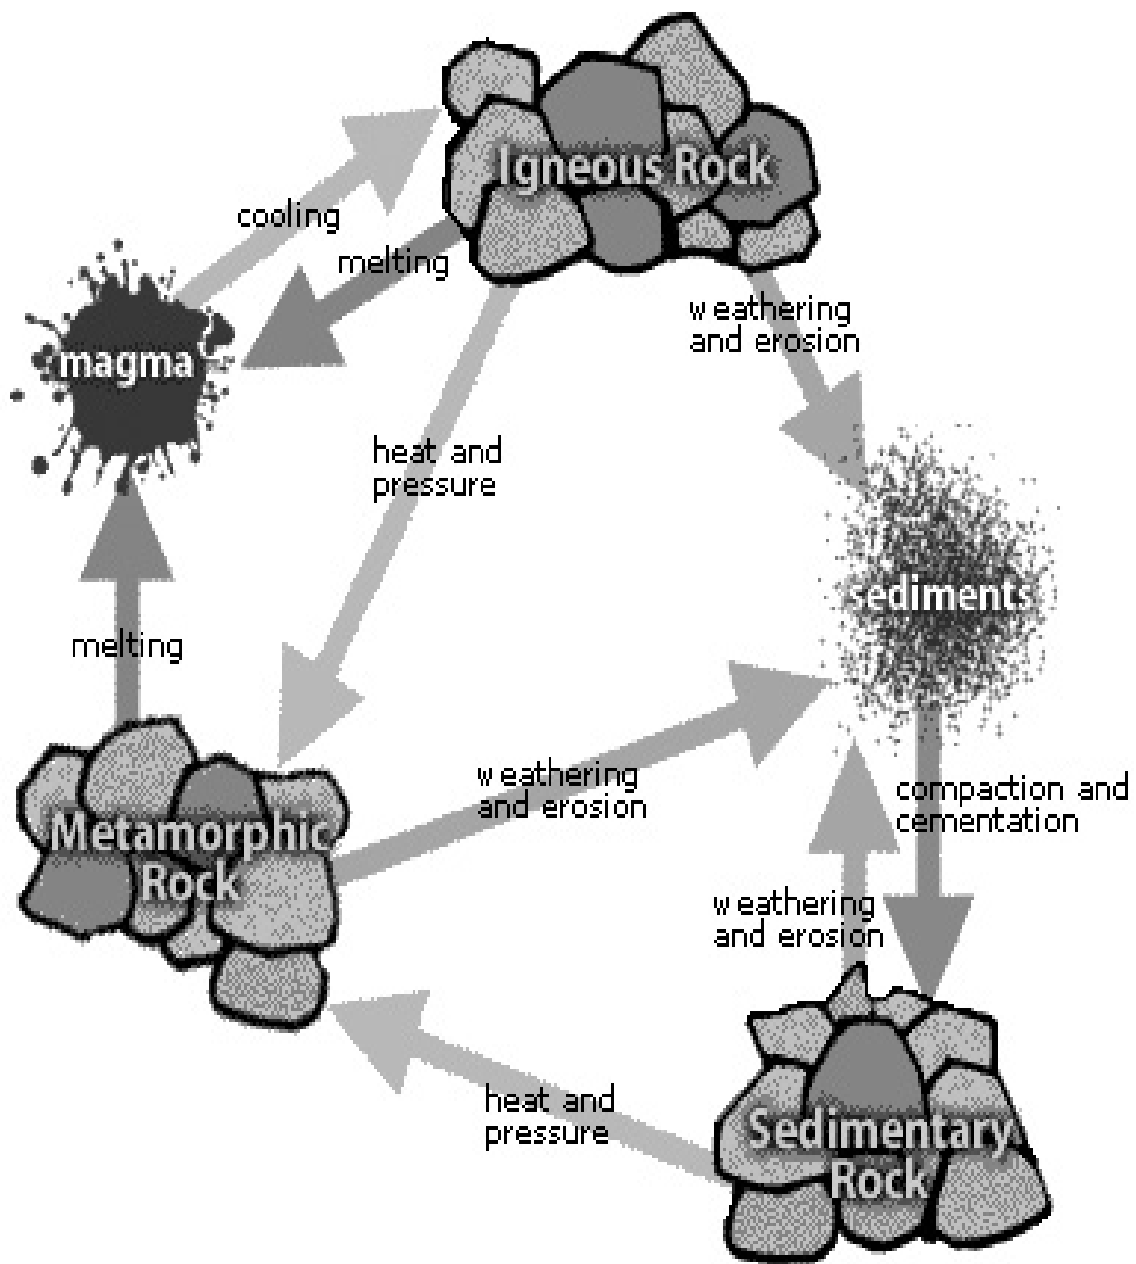 Igneous Rock
cooling
melting
weathering
and erosion
magma
heat and
pressure
sediments
melting
weathering
and erosion
compaction and
cementation
Metamorphic
Rock
weathering
and erosion
heat and
pressure
Sedimentary
Rock